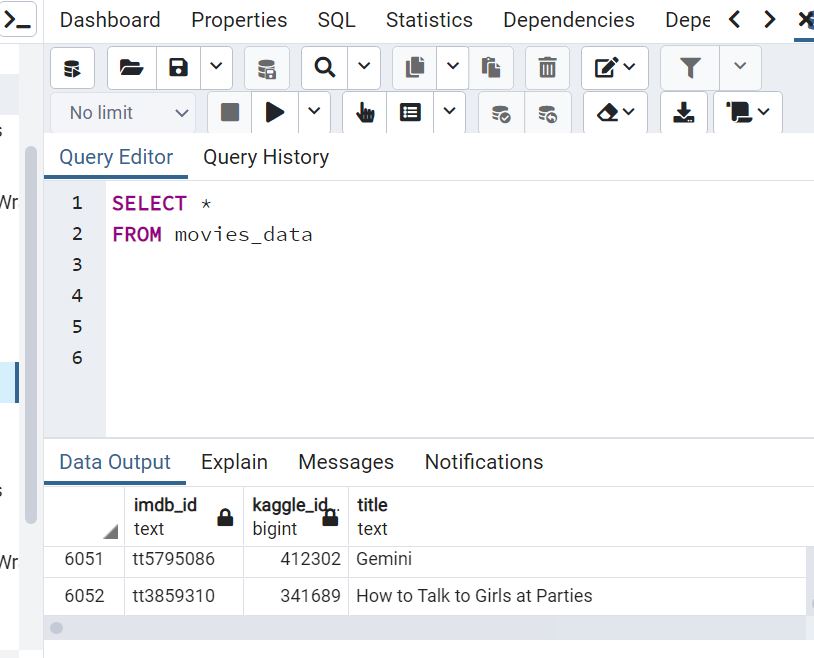 Dashboard Properties SQL Statistics Dependencies Depe
No limit
Query Editor Query History
1 SELECT *
2 FROM movies_data
3
4
5
6
Data Output Explain Messages Notifications
imdb_id kaggle_id.. title
text bigint text
6051 tt5795086 412302 Gemini
6052 tt3859310 341689 How to Talk to Girls at Parties